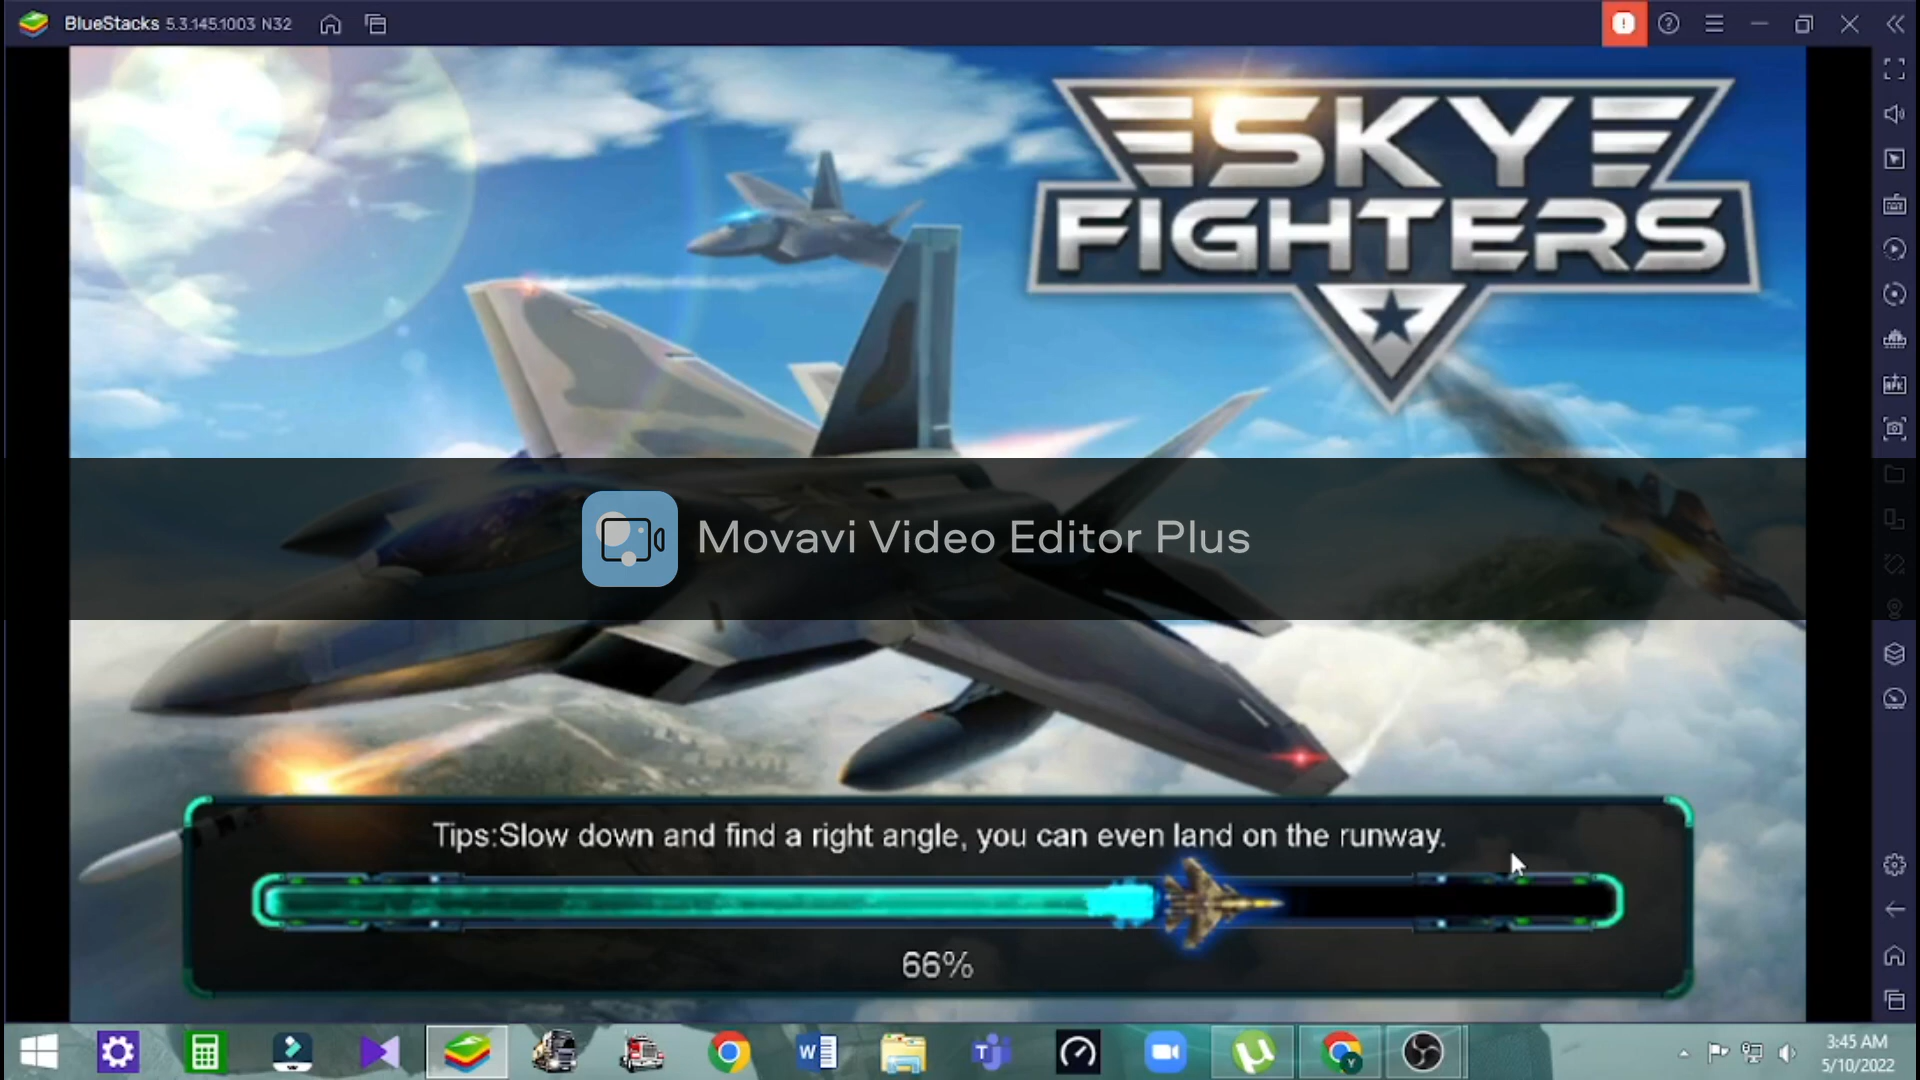 BlueStacks 5.3.145.1003 N32
SKY
FIGHTERS
Movavi Video Editor Plus
Tips:Slow down and find a right angle, you can even land on the runway.
66%
3:45 AM
5/10/2022